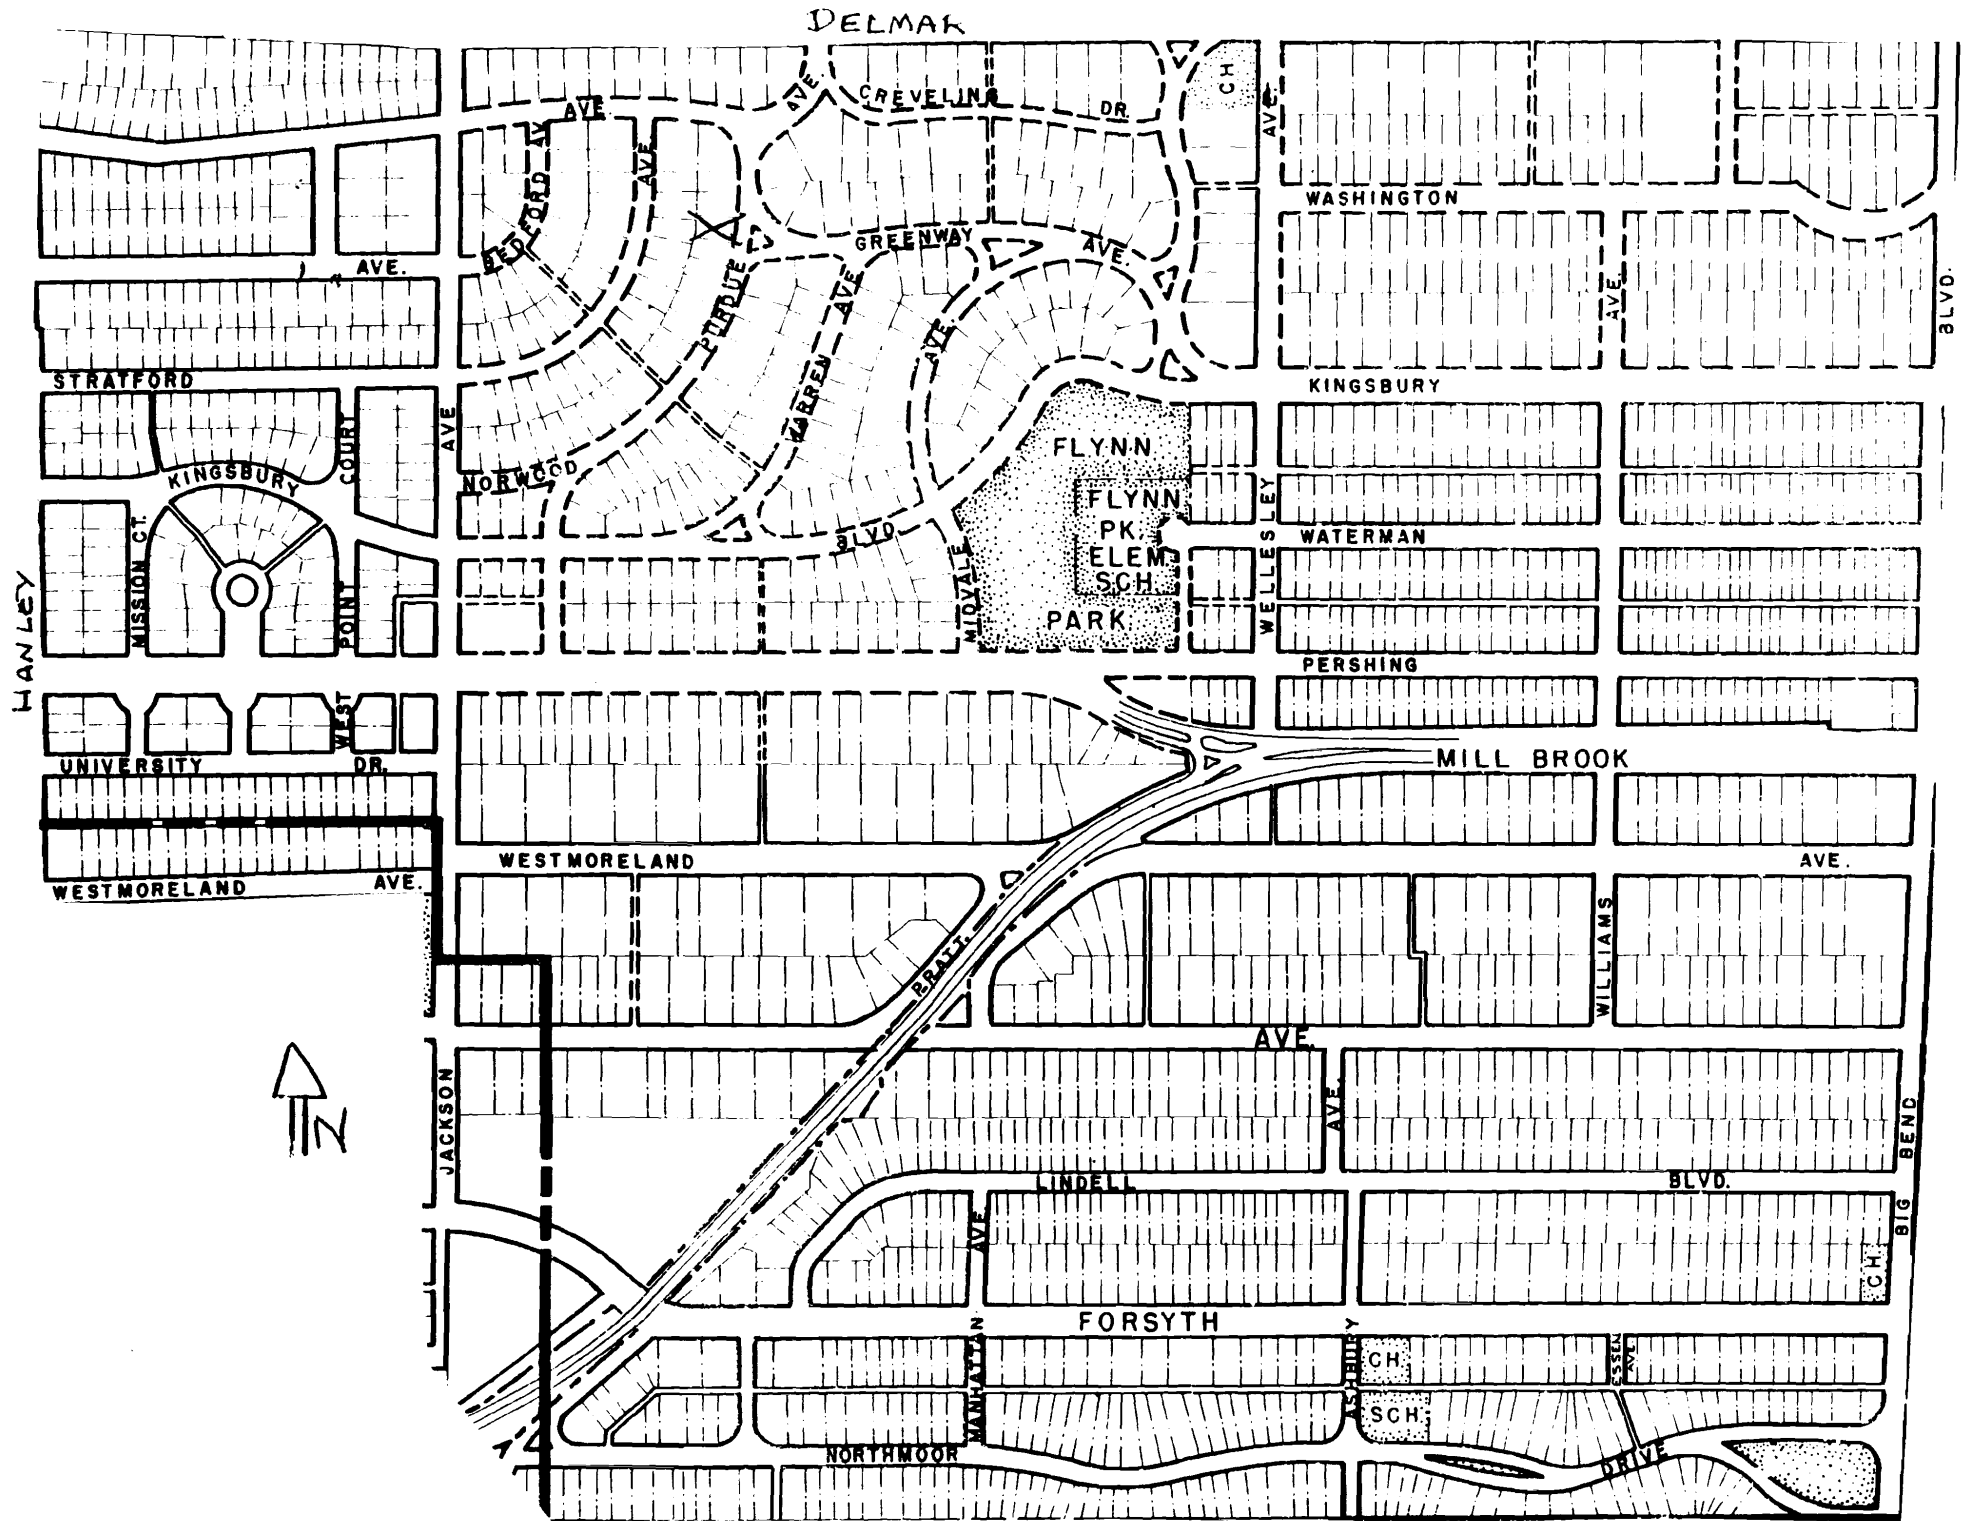 DELMAR
CREVELING
DR.
AVE.
AVE.
CH
AVE.
BEDFORD AV.
AVE.
WASHINGTON
GREENWAY
AVE.
AVE.
PURDUE
WARREN AVE.
AVE.
AVE.
BLVD.
STRATFORD
KINGSBURY
AVE
COURT
KINGSBURY
NORWOOD
FLYNN
FLYNN
PK.
ELEM.
SCH.
PARK
BLVD.
MIDVALE
WELLESLEY
WATERMAN
HANLEY
MISSION CT.
POINT
WEST
PERSHING
UNIVERSITY
DR.
MILL BROOK
WESTMORELAND
AVE.
WESTMORELAND
AVE.
PRATT
WILLIAMS
AVE.
N
JACKSON
AVE.
BIG BEND
LINDELL
BLVD.
AVE.
CH
FORSYTH
MANHATTAN
ASHBURY
CH.
ESSEN
AVE.
SCH.
NORTHMOOR
DRIVE